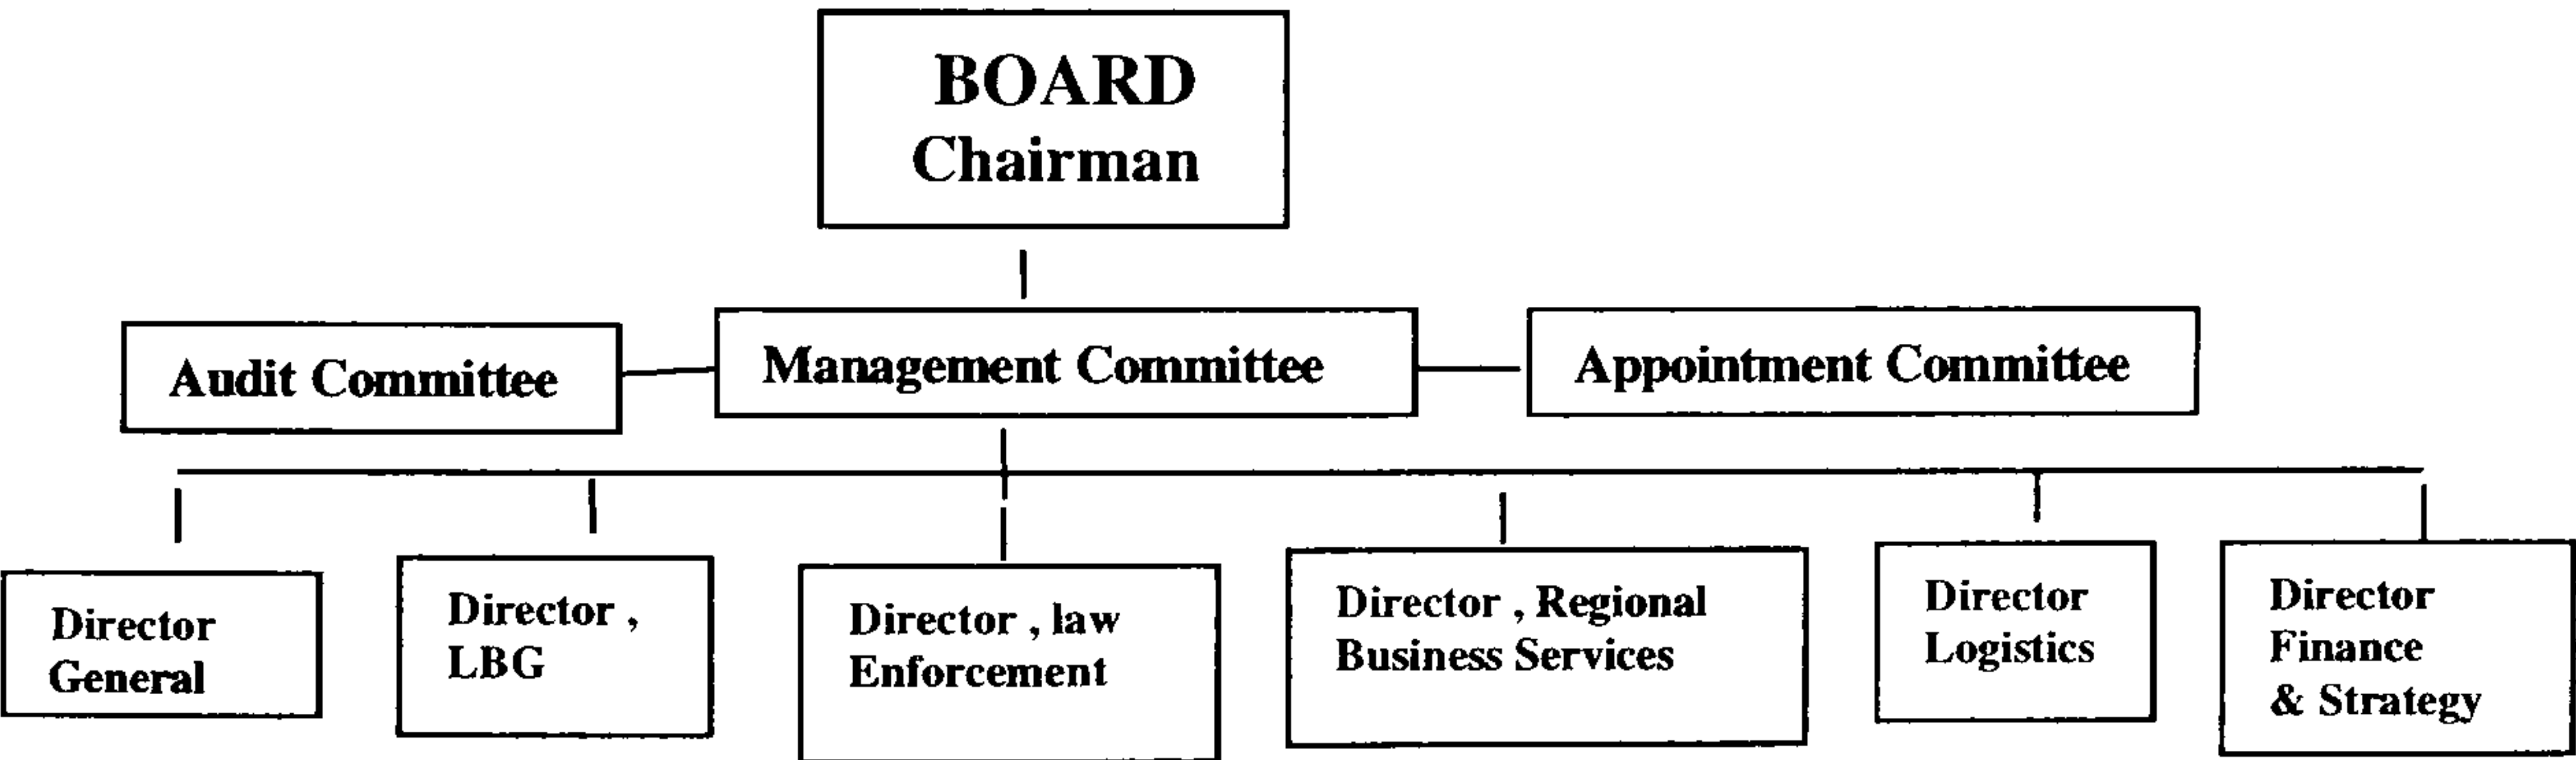 BOARD
Chairman
Audit Committee
Management Committee
Appointment Committee
Director
General
Director ,
LBG
Director , law
Enforcement
Director , Regional
Business Services
Director
Logistics
Director
Finance
& Strategy